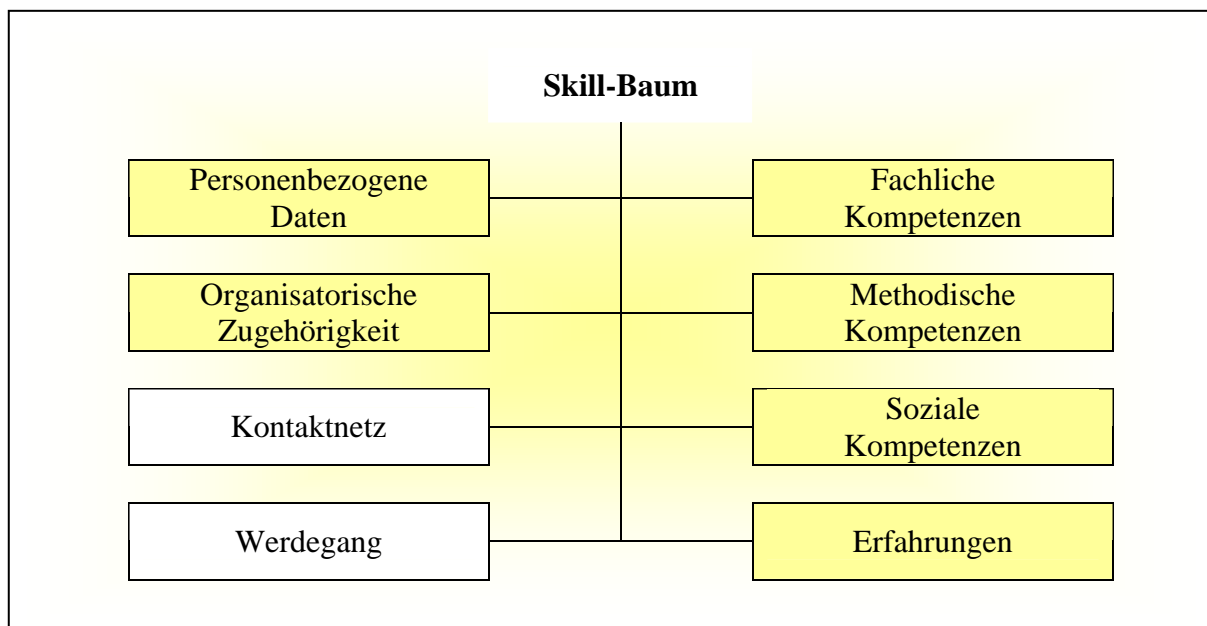 Skill-Baum
Personenbezogene
Daten
Fachliche
Kompetenzen
Organisatorische
Zugehörigkeit
Methodische
Kompetenzen
Kontaktnetz
Soziale
Kompetenzen
Werdegang
Erfahrungen